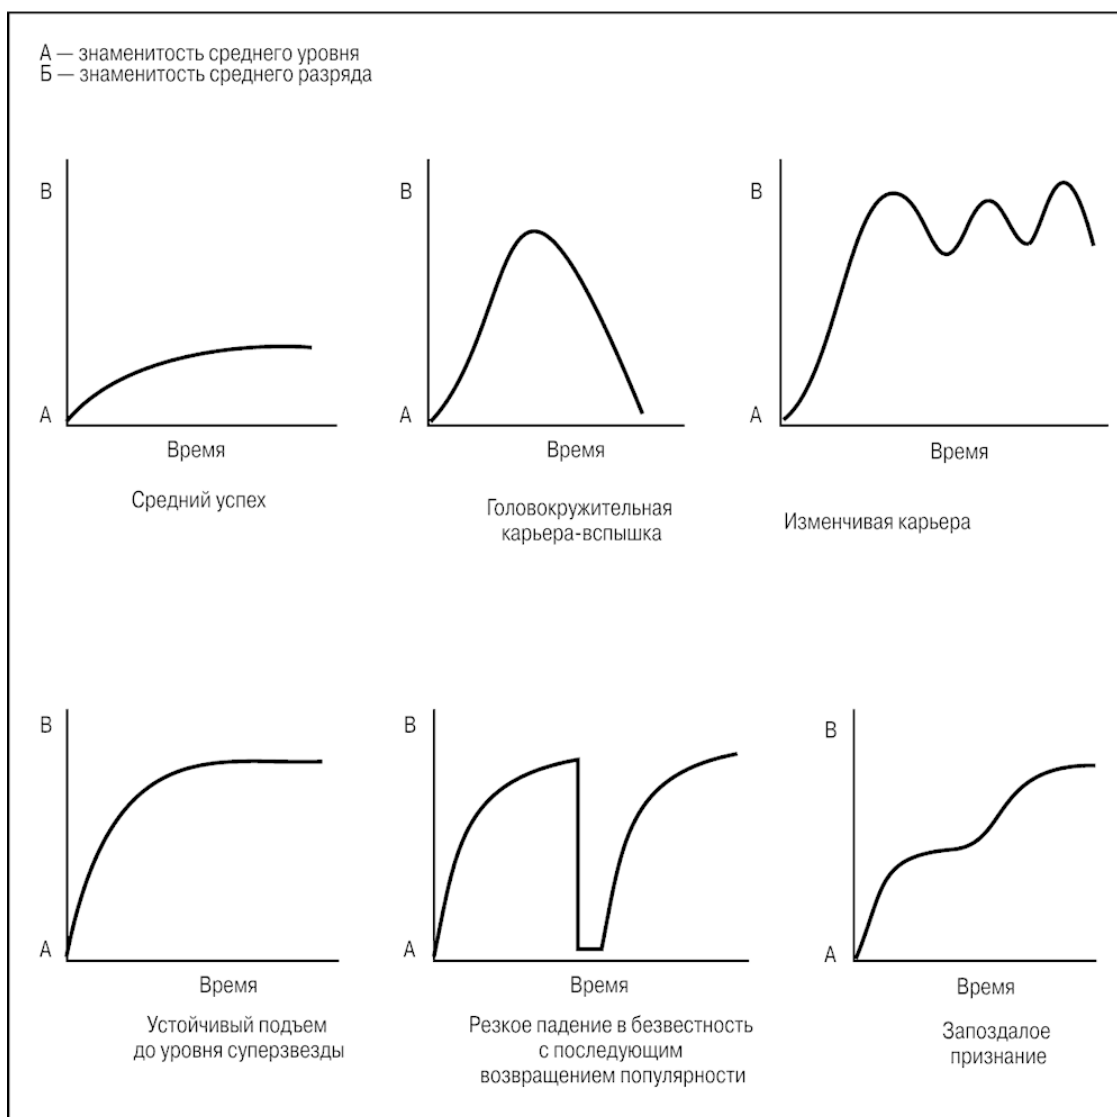 А — знаменитость среднего уровня
Б — знаменитость среднего разряда
В
А
Время
Средний успех
В
А
Время
Головокружительная
карьера-вспышка
В
А
Время
Изменчивая карьера
В
А
Время
Устойчивый подъем
до уровня суперзвезды
В
А
Время
Резкое падение в безвестность
с последующим
возвращением популярности
В
А
Время
Запоздалое
признание